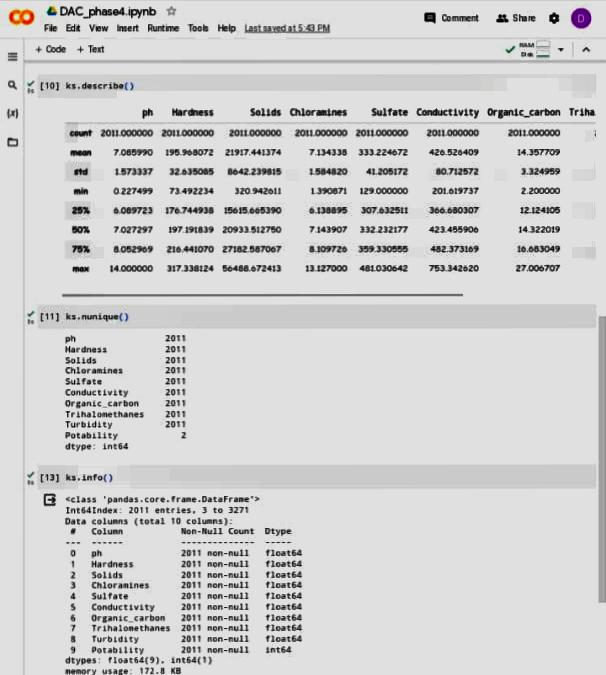 DAC_phase4.ipynb
Comment Share D
File Edit View Insert Runtime Tools Help Last saved at 5:43 PM
+ Code + Text RAM Disk
[10] ks.describe()
ph Hardness Solids Chloramines Sulfate Conductivity Organic_carbon Triha
count 2011.000000 2011.000000 2011.000000 2011.000000 2011.000000 2011.000000 2011.000000
mean 7.085990 195.968072 21917.441374 7.134338 333.224672 426.526409 14.357709
std 1.573337 32.635085 8642.239815 1.584820 41.205172 80.712572 3.324959
min 0.227499 73.492234 320.942611 1.390871 129.000000 201.619737 2.200000
25% 6.089723 176.744938 15615.665390 6.138895 307.632511 366.680307 12.124105
50% 7.027297 197.191839 20933.512750 7.143907 332.232177 423.455906 14.322019
75% 8.052969 216.441070 27182.587067 8.109726 359.330555 482.373169 16.683049
max 14.000000 317.338124 56488.672413 13.127000 481.030642 753.342620 27.006707
[11] ks.nunique()
ph 2011
Hardness 2011
Solids 2011
Chloramines 2011
Sulfate 2011
Conductivity 2011
Organic_carbon 2011
Trihalomethanes 2011
Turbidity 2011
Potability 2
dtype: int64
[13] ks.info()
<class 'pandas.core.frame.DataFrame'>
Int64Index: 2011 entries, 3 to 3271
Data columns (total 10 columns):
# Column Non-Null Count Dtype
--- ------ -------------- -----
0 ph 2011 non-null float64
1 Hardness 2011 non-null float64
2 Solids 2011 non-null float64
3 Chloramines 2011 non-null float64
4 Sulfate 2011 non-null float64
5 Conductivity 2011 non-null float64
6 Organic_carbon 2011 non-null float64
7 Trihalomethanes 2011 non-null float64
8 Turbidity 2011 non-null float64
9 Potability 2011 non-null int64
dtypes: float64(9), int64(1)
memory usage: 172.8 KB